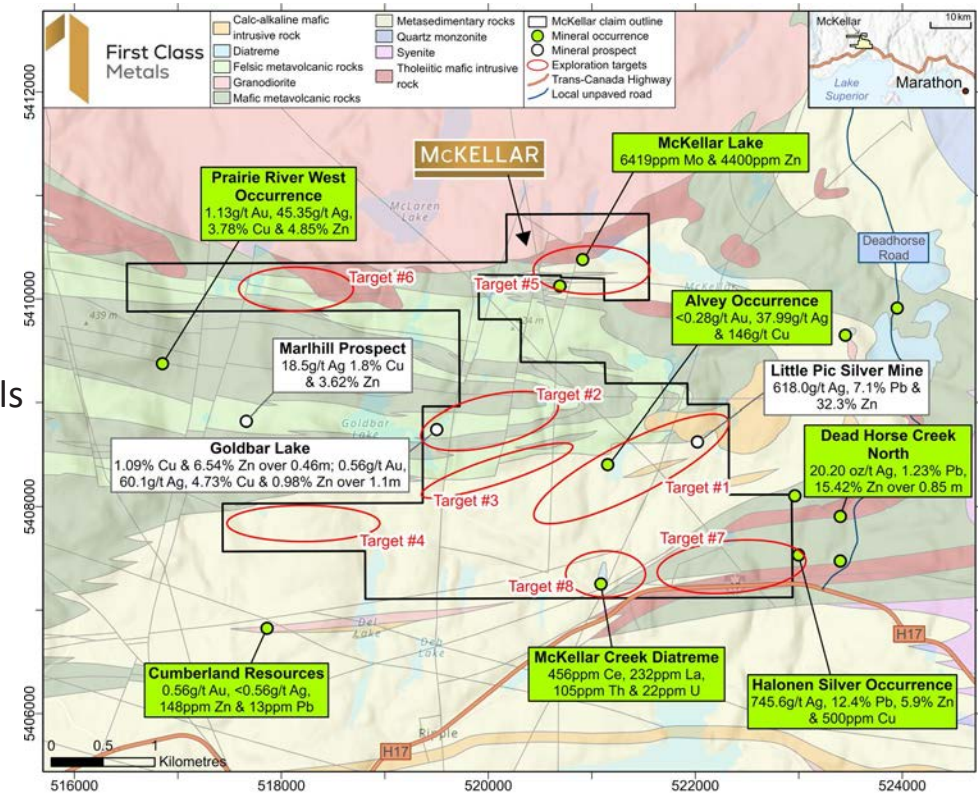 First Class
Metals
Calc-alkaline mafic
intrusive rock
Diatreme
Felsic metavolcanic rocks
Granodiorite
Mafic metavolcanic rocks
Metasedimentary rocks
Quartz monzonite
Syenite
Tholeiitic mafic intrusive
rock
McKellar claim outline
Mineral occurrence
Mineral prospect
Exploration targets
Trans-Canada Highway
Local unpaved road
McKellar
10km
Lake
Superior
Marathon
5412000
McKELLAR
McKellar Lake
6419ppm Mo & 4400ppm Zn
Prairie River West
Occurrence
1.13g/t Au, 45.35g/t Ag,
3.78% Cu & 4.85% Zn
McLaren
Lake
Deadhorse
Road
Target #6
Target #5
5410000
439 m
Alvey Occurrence
<0.28g/t Au, 37.99g/t Ag
& 146g/t Cu
Marlhill Prospect
18.5g/t Ag 1.8% Cu
& 3.62% Zn
Little Pic Silver Mine
618.0g/t Ag, 7.1% Pb &
32.3% Zn
ls
Target #2
Goldbar
Lake
Goldbar Lake
1.09% Cu & 6.54% Zn over 0.46m; 0.56g/t Au,
60.1g/t Ag, 4.73% Cu & 0.98% Zn over 1.1m
Dead Horse Creek
North
20.20 oz/t Ag, 1.23% Pb,
15.42% Zn over 0.85 m
Target #3
Target #1
5408000
Target #4
Target #7
Target #8
Del
Lake
H17
Cumberland Resources
0.56g/t Au, <0.56g/t Ag,
148ppm Zn & 13ppm Pb
McKellar Creek Diatreme
456ppm Ce, 232ppm La,
105ppm Th & 22ppm U
Halonen Silver Occurrence
745.6g/t Ag, 12.4% Pb, 5.9% Zn
& 500ppm Cu
5406000
Ripple
H17
0 0.5 1
Kilometres
516000 518000 520000 522000 524000